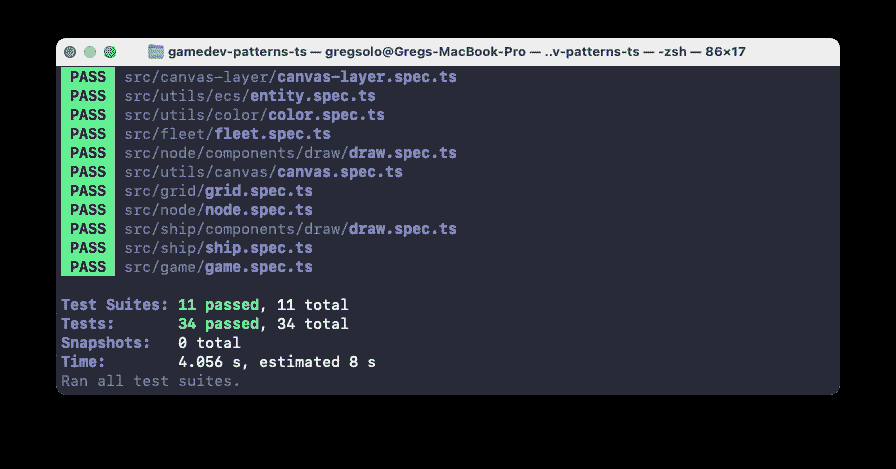 gamedev-patterns-ts — gregsolo@Gregs-MacBook-Pro — ..v-patterns-ts — -zsh — 86×17
PASS src/canvas-layer/canvas-layer.spec.ts
PASS src/utils/ecs/entity.spec.ts
PASS src/utils/color/color.spec.ts
PASS src/fleet/fleet.spec.ts
PASS src/node/components/draw/draw.spec.ts
PASS src/utils/canvas/canvas.spec.ts
PASS src/grid/grid.spec.ts
PASS src/node/node.spec.ts
PASS src/ship/components/draw/draw.spec.ts
PASS src/ship/ship.spec.ts
PASS src/game/game.spec.ts
Test Suites: 11 passed, 11 total
Tests: 34 passed, 34 total
Snapshots: 0 total
Time: 4.056 s, estimated 8 s
Ran all test suites.